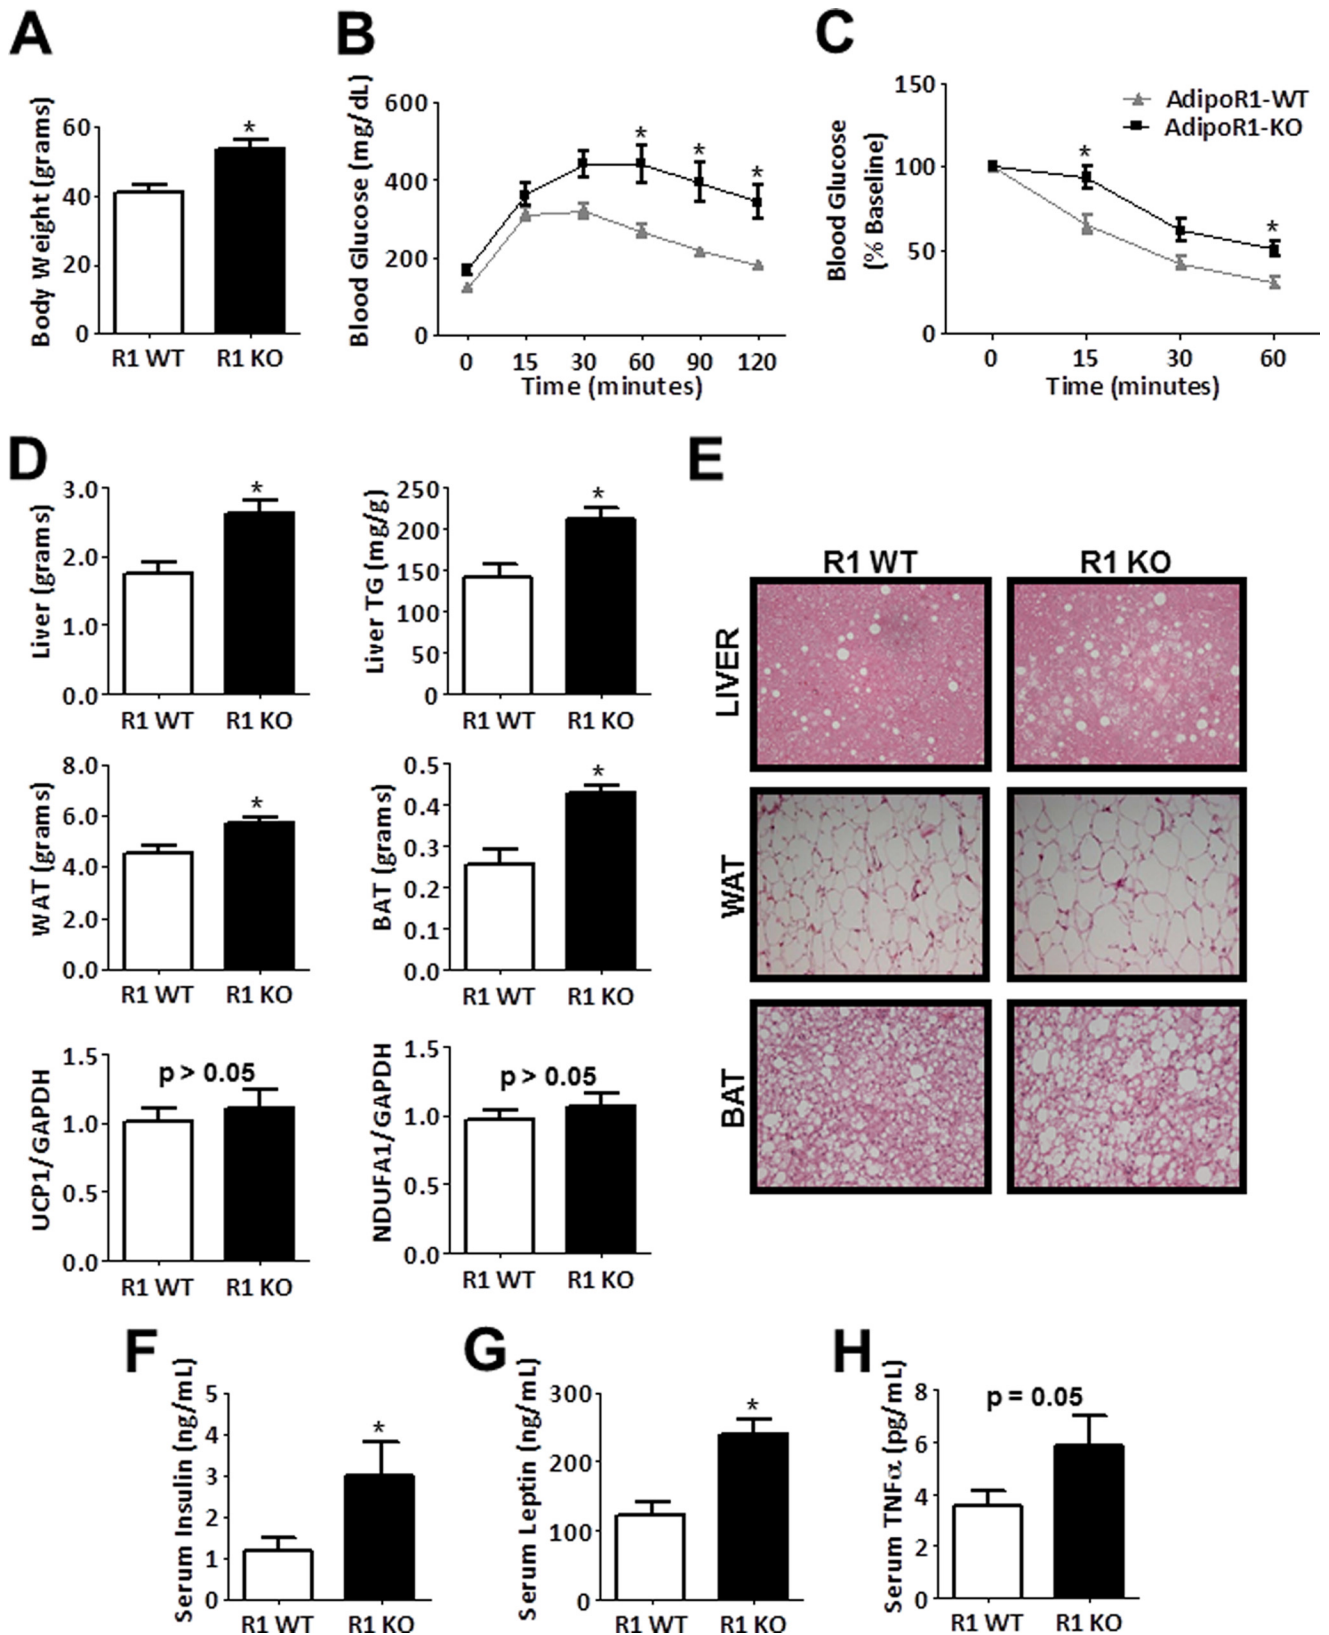 A
Body Weight (grams)
60
40
20
0
*
R1 WT
R1 KO
B
Blood Glucose (mg/dL)
600
400
200
0
*
*
*
0 15 30 60 90 120
Time (minutes)
C
Blood Glucose
(% Baseline)
150
100
50
0
AdipoR1-WT
AdipoR1-KO
*
*
0 15 30 60
Time (minutes)
D
Liver (grams)
3.0
2.0
1.0
0.0
*
R1 WT
R1 KO
Liver TG (mg/g)
250
200
150
100
50
0
*
R1 WT
R1 KO
WAT (grams)
8.0
6.0
4.0
2.0
0.0
*
R1 WT
R1 KO
BAT (grams)
0.5
0.4
0.3
0.2
0.1
0.0
*
R1 WT
R1 KO
UCP1/GAPDH
1.5
1.0
0.5
0.0
p > 0.05
R1 WT
R1 KO
NDUFA1/GAPDH
1.5
1.0
0.5
0.0
p > 0.05
R1 WT
R1 KO
E
R1 WT
R1 KO
LIVER
WAT
BAT
F
Serum Insulin (ng/mL)
5
4
3
2
1
0
*
R1 WT
R1 KO
G
Serum Leptin (ng/mL)
300
200
100
0
*
R1 WT
R1 KO
H
Serum TNFα (pg/mL)
8
6
4
2
0
p = 0.05
R1 WT
R1 KO